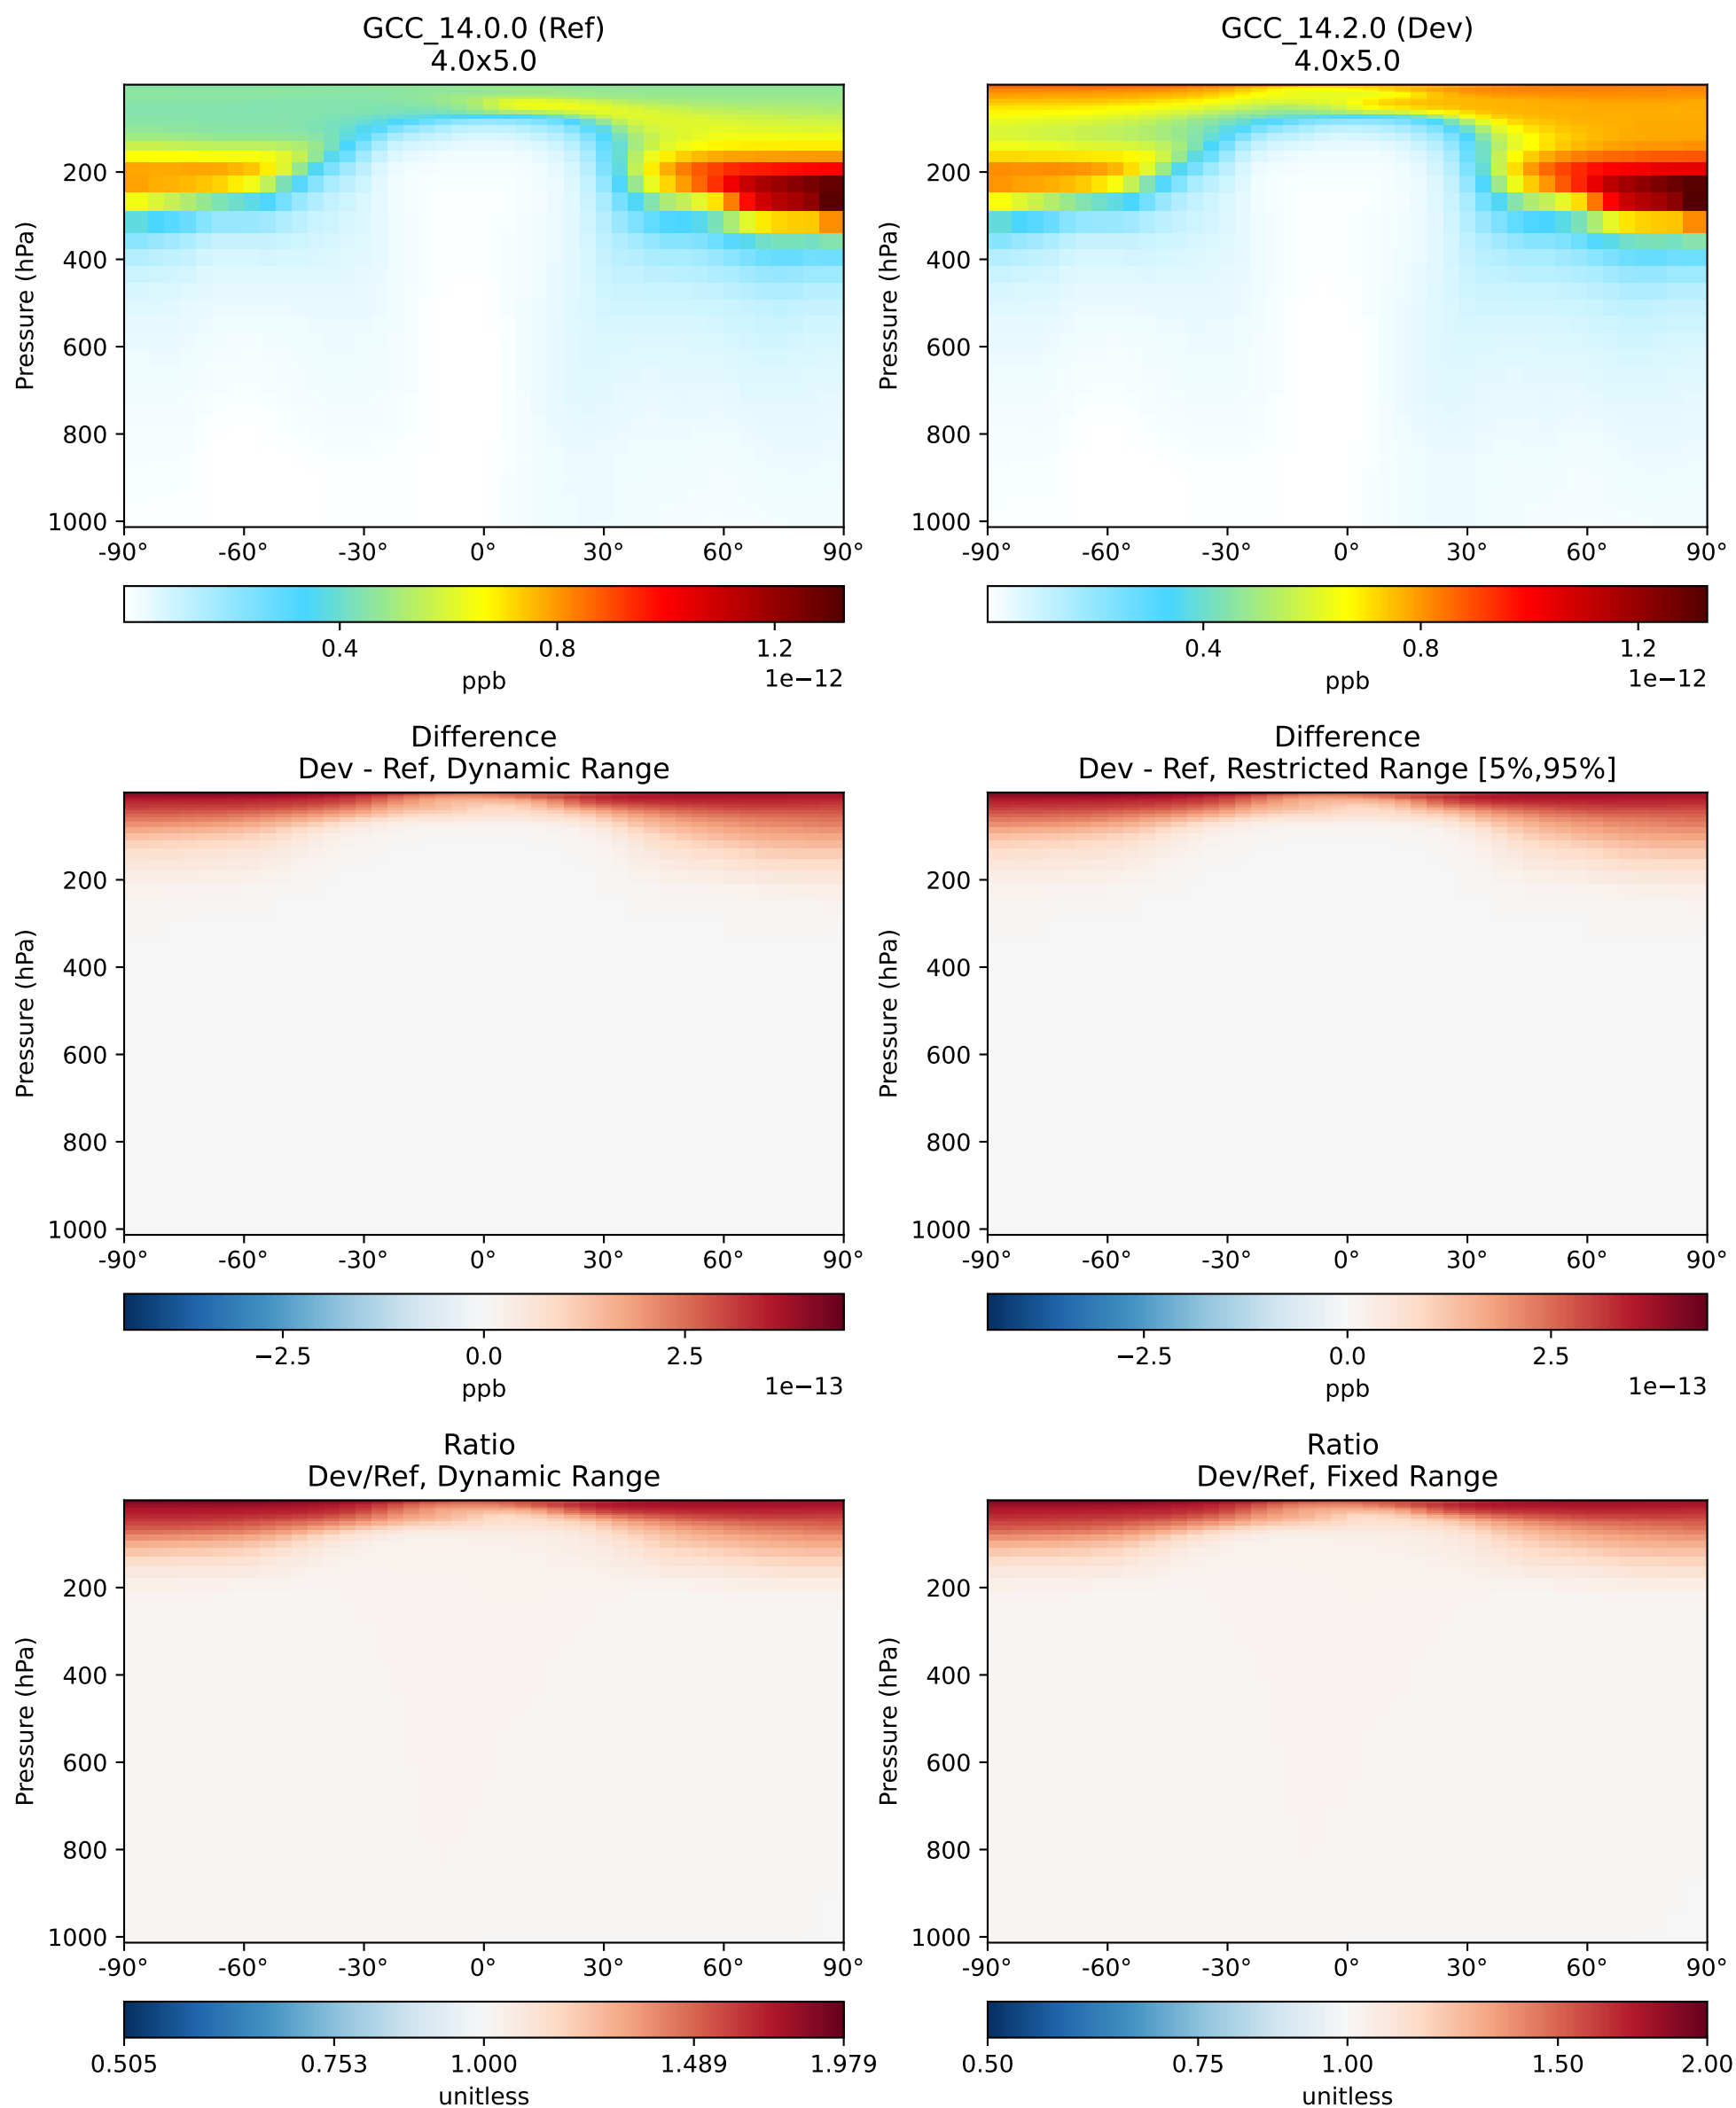 GCC_14.0.0 (Ref)
4.0x5.0
GCC_14.2.0 (Dev)
4.0x5.0
Pressure (hPa)
200
400
600
800
1000
-90° -60° -30° 0° 30° 60° 90°
0.4 0.8 1.2
1e−12
ppb
Pressure (hPa)
200
400
600
800
1000
-90° -60° -30° 0° 30° 60° 90°
0.4 0.8 1.2
1e−12
ppb
Difference
Dev - Ref, Dynamic Range
Difference
Dev - Ref, Restricted Range [5%,95%]
Pressure (hPa)
200
400
600
800
1000
-90° -60° -30° 0° 30° 60° 90°
−2.5 0.0 2.5
ppb
1e−13
Pressure (hPa)
200
400
600
800
1000
-90° -60° -30° 0° 30° 60° 90°
−2.5 0.0 2.5
ppb
1e−13
Ratio
Dev/Ref, Dynamic Range
Ratio
Dev/Ref, Fixed Range
Pressure (hPa)
200
400
600
800
1000
-90° -60° -30° 0° 30° 60° 90°
0.505 0.753 1.000 1.489 1.979
unitless
Pressure (hPa)
200
400
600
800
1000
-90° -60° -30° 0° 30° 60° 90°
0.50 0.75 1.00 1.50 2.00
unitless